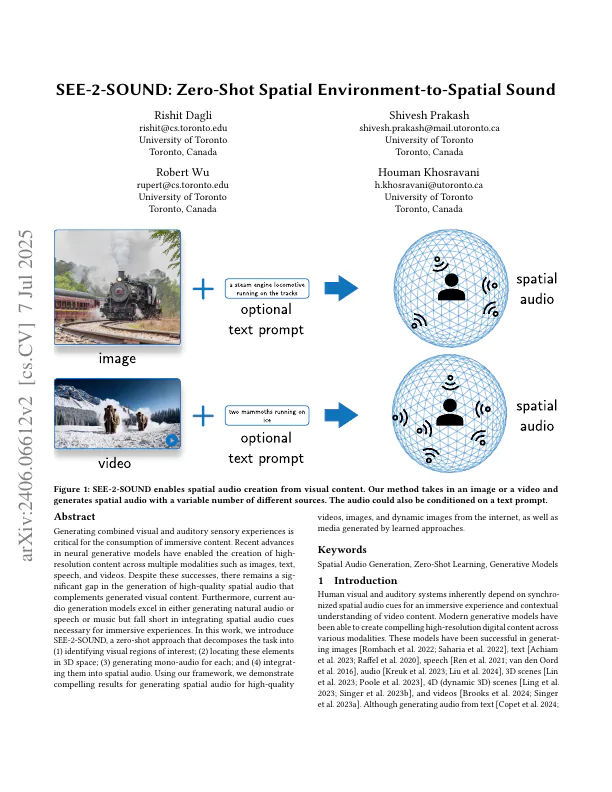 SEE-2-SOUND: Zero-Shot Spatial Environment-to-Spatial Sound
Rishit Dagli
rishit@cs.toronto.edu
University of Toronto
Toronto, Canada
Shivesh Prakash
shivesh.prakash@mail.utoronto.ca
University of Toronto
Toronto, Canada
Robert Wu
rupert@cs.toronto.edu
University of Toronto
Toronto, Canada
Houman Khosravani
h.khosravani@utoronto.ca
University of Toronto
Toronto, Canada
arXiv:2406.06612v2 [cs.CV] 7 Jul 2025
image
a steam engine locomotive
running on the tracks
optional
text prompt
spatial
audio
video
two mammoths running on
ice
optional
text prompt
spatial
audio
Figure 1: SEE-2-SOUND enables spatial audio creation from visual content. Our method takes in an image or a video and
generates spatial audio with a variable number of different sources. The audio could also be conditioned on a text prompt.
Abstract
Generating combined visual and auditory sensory experiences is
critical for the consumption of immersive content. Recent advances
in neural generative models have enabled the creation of high-
resolution content across multiple modalities such as images, text,
speech, and videos. Despite these successes, there remains a sig-
nificant gap in the generation of high-quality spatial audio that
complements generated visual content. Furthermore, current au-
dio generation models excel in either generating natural audio or
speech or music but fall short in integrating spatial audio cues
necessary for immersive experiences. In this work, we introduce
SEE-2-SOUND, a zero-shot approach that decomposes the task into
(1) identifying visual regions of interest; (2) locating these elements
in 3D space; (3) generating mono-audio for each; and (4) integrat-
ing them into spatial audio. Using our framework, we demonstrate
compelling results for generating spatial audio for high-quality
videos, images, and dynamic images from the internet, as well as
media generated by learned approaches.
Keywords
Spatial Audio Generation, Zero-Shot Learning, Generative Models
1 Introduction
Human visual and auditory systems inherently depend on synchro-
nized spatial audio cues for an immersive experience and contextual
understanding of video content. Modern generative models have
been able to create compelling high-resolution digital content across
various modalities. These models have been successful in generat-
ing images [Rombach et al. 2022; Saharia et al. 2022], text [Achiam
et al. 2023; Raffel et al. 2020], speech [Ren et al. 2021; van den Oord
et al. 2016], audio [Kreuk et al. 2023; Liu et al. 2024], 3D scenes [Lin
et al. 2023; Poole et al. 2023], 4D (dynamic 3D) scenes [Ling et al.
2023; Singer et al. 2023b], and videos [Brooks et al. 2024; Singer
et al. 2023a]. Although generating audio from text [Copet et al. 2024;